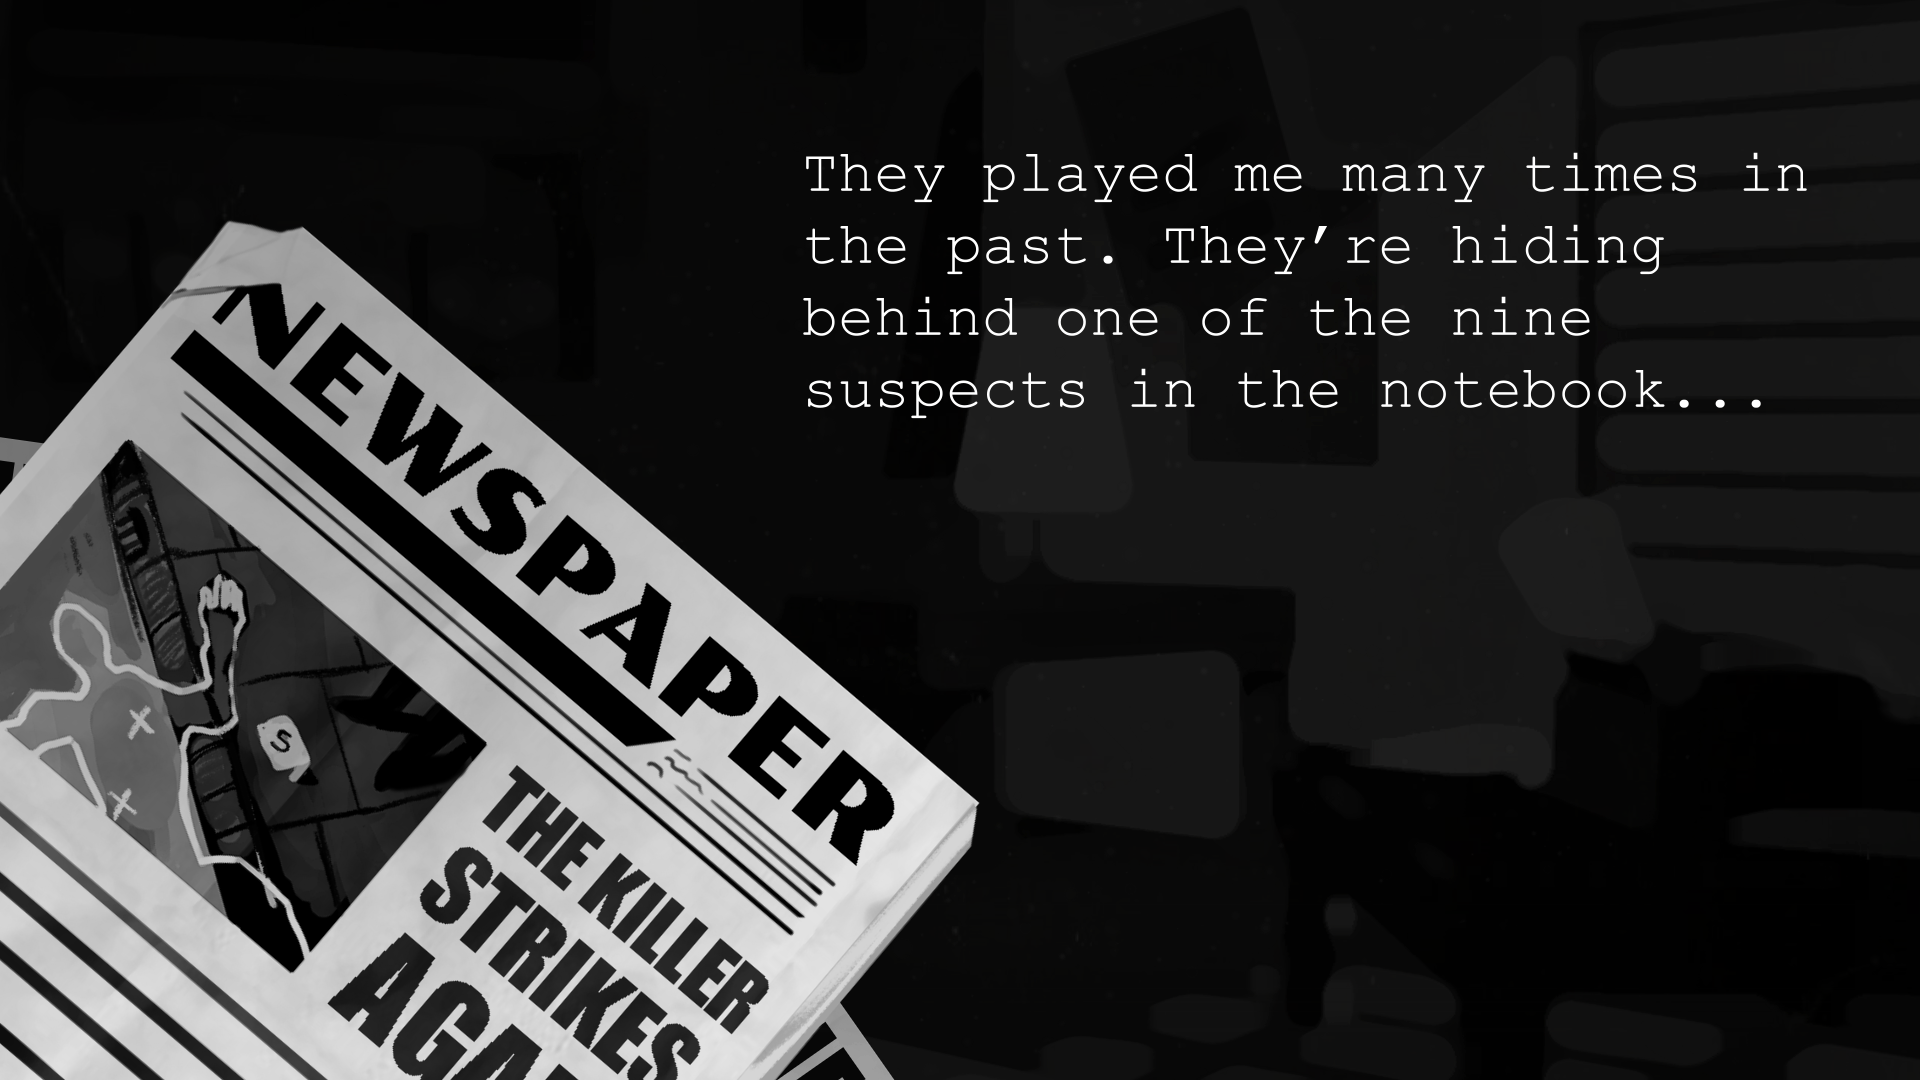 They played me many times in
the past. They’re hiding
behind one of the nine
suspects in the notebook...
NEWSPAPER
S
THE KILLER
STRIKES